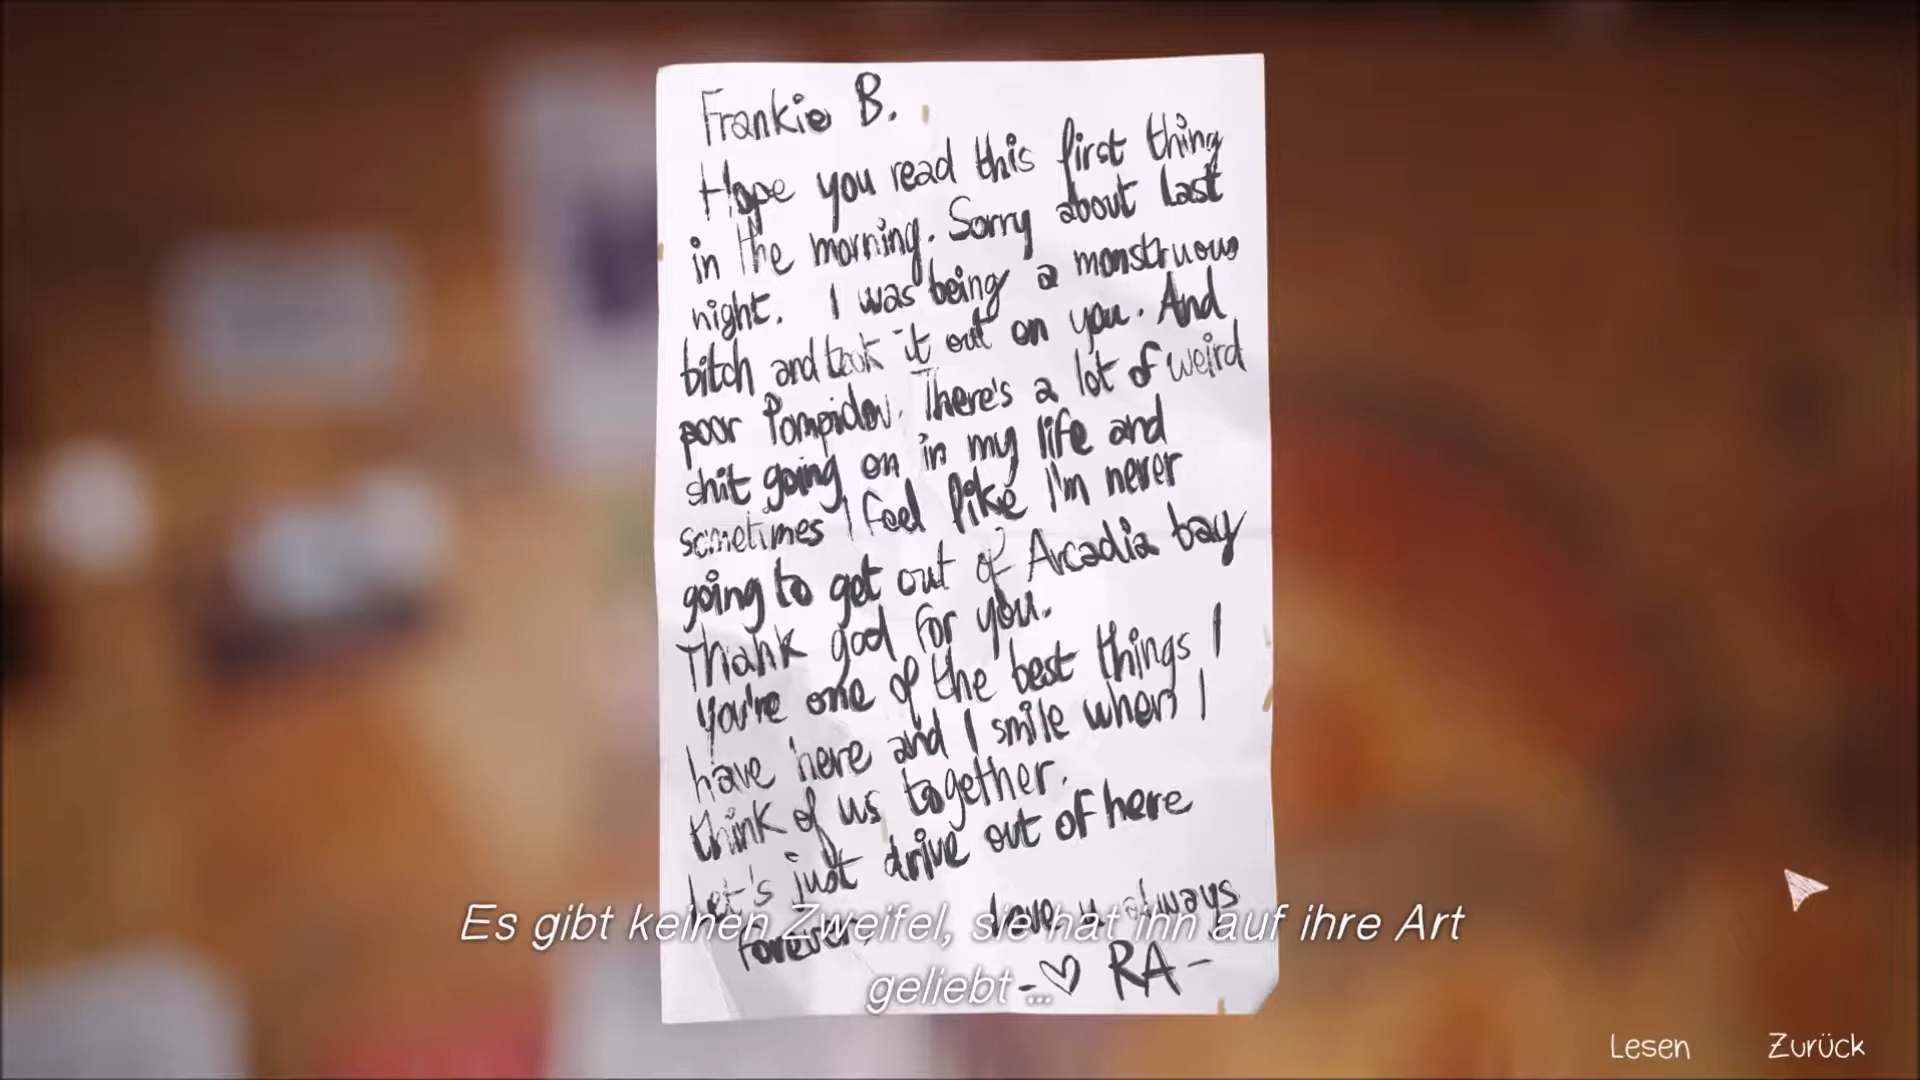 Frankie B.
Hope you read this first thing
in the morning. Sorry about last
night. I was being a monstruous
bitch and took it out on you. And
poor Pompidou. There's a lot of weird
shit going on in my life and
sometimes I feel like I'm never
going to get out of Arcadia bay
Thank god for you.
You're one of the best things I
have here and I smile when I
think of us together.
Let's just drive out of here
forever. Love u always
-♡ RA-
Es gibt keinen Zweifel, sie hat ihn auf ihre Art
geliebt ...
Lesen Zurück